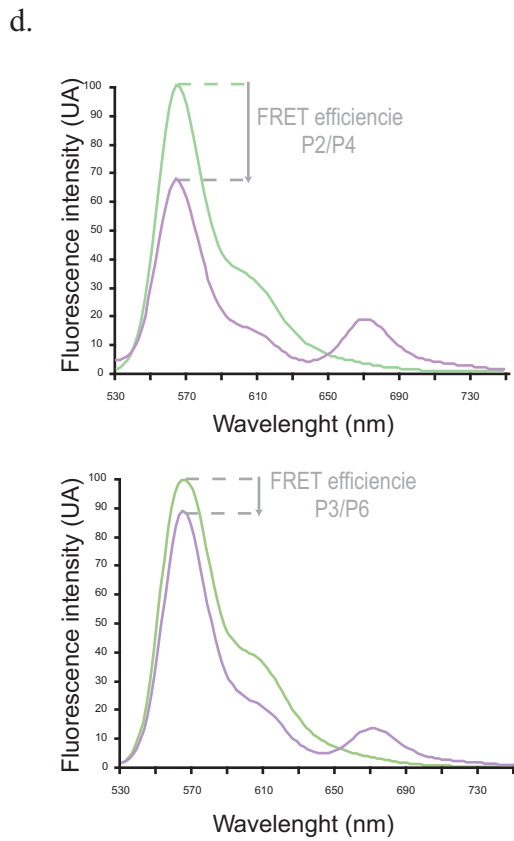 d.
Fluorescence intensity (UA)
100
90
80
70
60
50
40
30
20
10
0
FRET efficiencie
P2/P4
530 570 610 650 690 730
Wavelenght (nm)
Fluorescence intensity (UA)
100
90
80
70
60
50
40
30
20
10
0
FRET efficiencie
P3/P6
530 570 610 650 690 730
Wavelenght (nm)